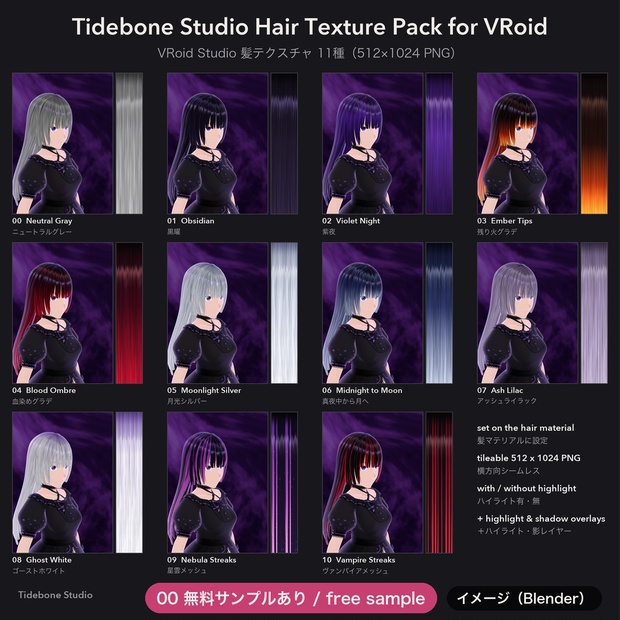 Tidebone Studio Hair Texture Pack for VRoid
VRoid Studio 髪テクスチャ 11種（512×1024 PNG）
00 Neutral Gray
ニュートラルグレー
01 Obsidian
黒曜
02 Violet Night
紫夜
03 Ember Tips
残り火グラデ
04 Blood Ombre
血染めグラデ
05 Moonlight Silver
月光シルバー
06 Midnight to Moon
真夜中から月へ
07 Ash Lilac
アッシュライラック
08 Ghost White
ゴーストホワイト
09 Nebula Streaks
星雲メッシュ
10 Vampire Streaks
ヴァンパイアメッシュ
set on the hair material
髪マテリアルに設定
tileable 512 x 1024 PNG
横方向シームレス
with / without highlight
ハイライト有・無
+ highlight & shadow overlays
＋ハイライト・影レイヤー
Tidebone Studio
00 無料サンプルあり / free sample
イメージ（Blender）